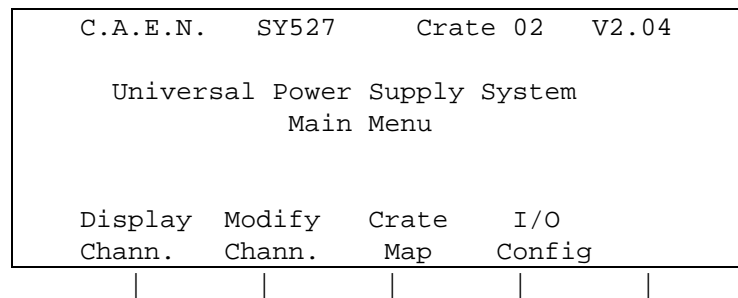 C.A.E.N. SY527 Crate 02 V2.04
Universal Power Supply System
Main Menu
Display Modify Crate I/O
Chann. Chann. Map Config